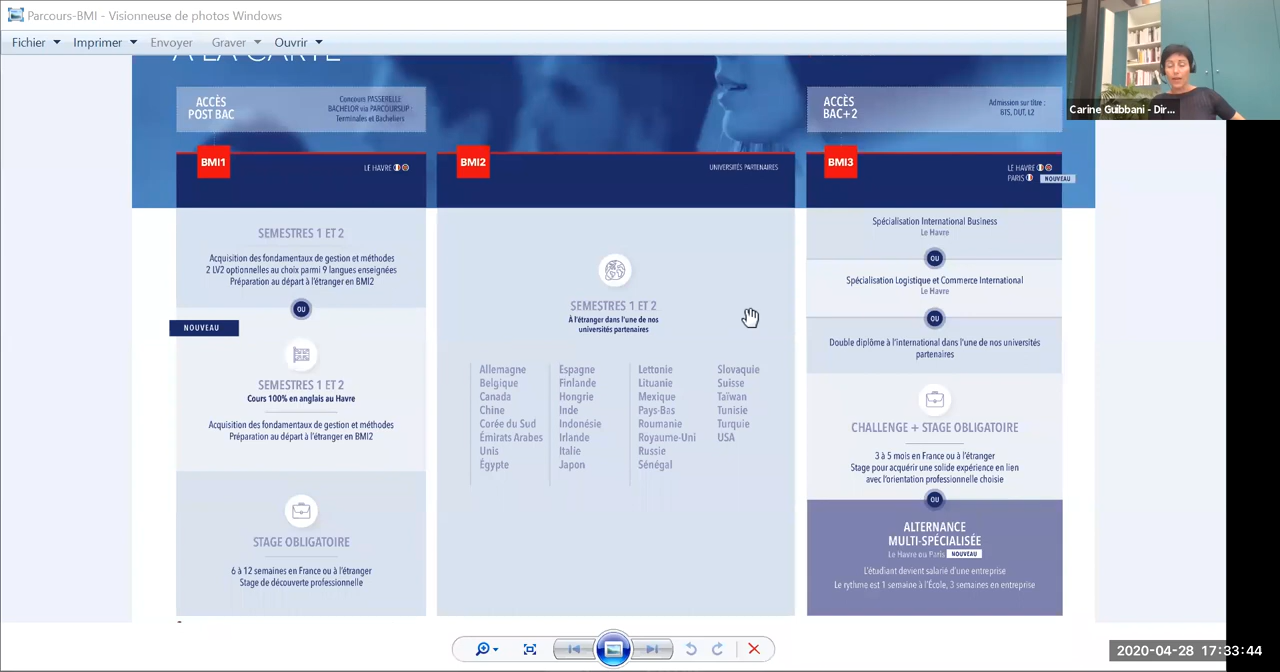 Parcours-BMI - Visionneuse de photos Windows
Fichier Imprimer Envoyer Graver Ouvrir
À LA CARTE
ACCÈS
POST BAC
Concours PASSERELLE
BACHELOR via PARCOURSUP
Terminales et Bacheliers
ACCÈS
BAC+2
Admission sur titre :
BTS, DUT, L2
Carine Guibbani - Dir...
BMI1
LE HAVRE
SEMESTRES 1 ET 2
Acquisition des fondamentaux de gestion et méthodes
2 LV2 optionnelles au choix parmi 9 langues enseignées
Préparation au départ à l'étranger en BMI2
OU
NOUVEAU
SEMESTRES 1 ET 2
Cours 100% en anglais au Havre
Acquisition des fondamentaux de gestion et méthodes
Préparation au départ à l'étranger en BMI2
STAGE OBLIGATOIRE
6 à 12 semaines en France ou à l'étranger
Stage de découverte professionnelle
BMI2
UNIVERSITÉS PARTENAIRES
SEMESTRES 1 ET 2
À l'étranger dans l'une de nos
universités partenaires
Allemagne
Belgique
Canada
Chine
Corée du Sud
Émirats Arabes
Unis
Égypte
Espagne
Finlande
Hongrie
Inde
Indonésie
Irlande
Italie
Japon
Lettonie
Lituanie
Mexique
Pays-Bas
Roumanie
Royaume-Uni
Russie
Sénégal
Slovaquie
Suisse
Taïwan
Tunisie
Turquie
USA
BMI3
LE HAVRE
PARIS NOUVEAU
Spécialisation International Business
Le Havre
OU
Spécialisation Logistique et Commerce International
Le Havre
OU
Double diplôme à l'international dans l'une de nos universités
partenaires
CHALLENGE + STAGE OBLIGATOIRE
3 à 5 mois en France ou à l'étranger
Stage pour acquérir une solide expérience en lien
avec l'orientation professionnelle choisie
OU
ALTERNANCE
MULTI-SPÉCIALISÉE
Le Havre ou Paris NOUVEAU
L'étudiant devient salarié d'une entreprise
Le rythme est 1 semaine à l'École, 3 semaines en entreprise
2020-04-28 17:33:44